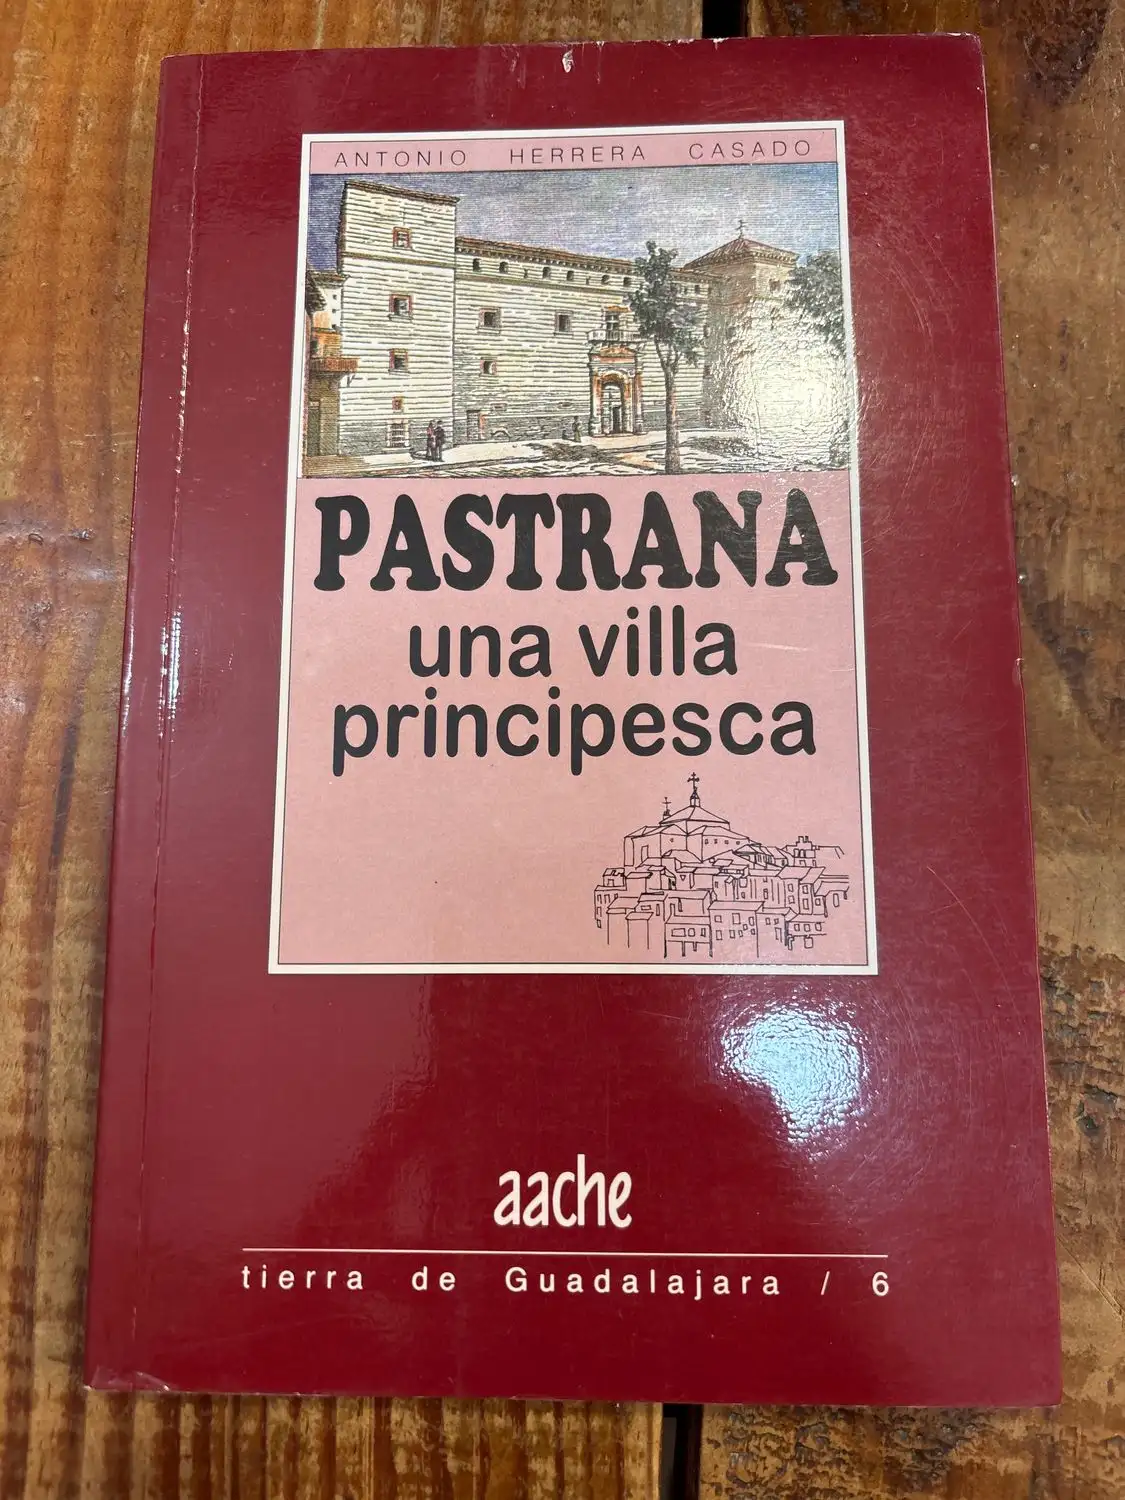 ANTONIO HERRERA CASADO
PASTRANA
una villa
principesca
aache
tierra de Guadalajara / 6